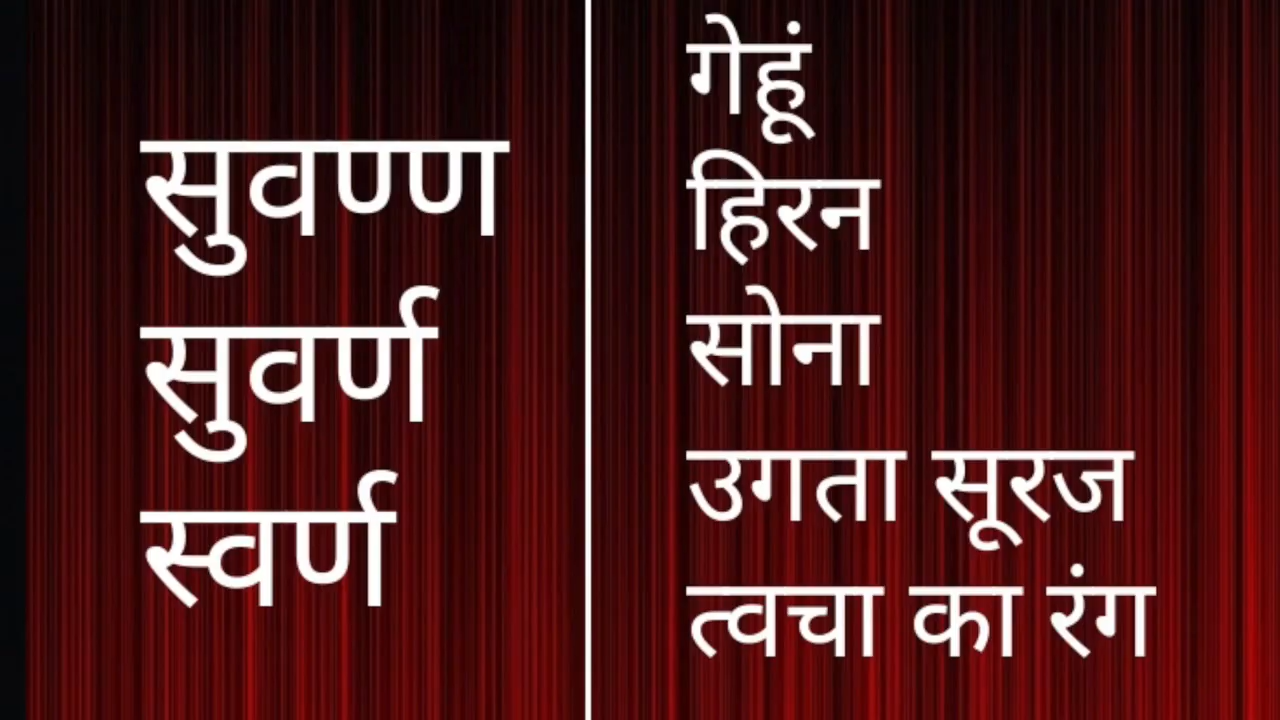 सुवण्ण
सुवर्ण
स्वर्ण
गेहूं
हिरन
सोना
उगता सूरज
त्वचा का रंग